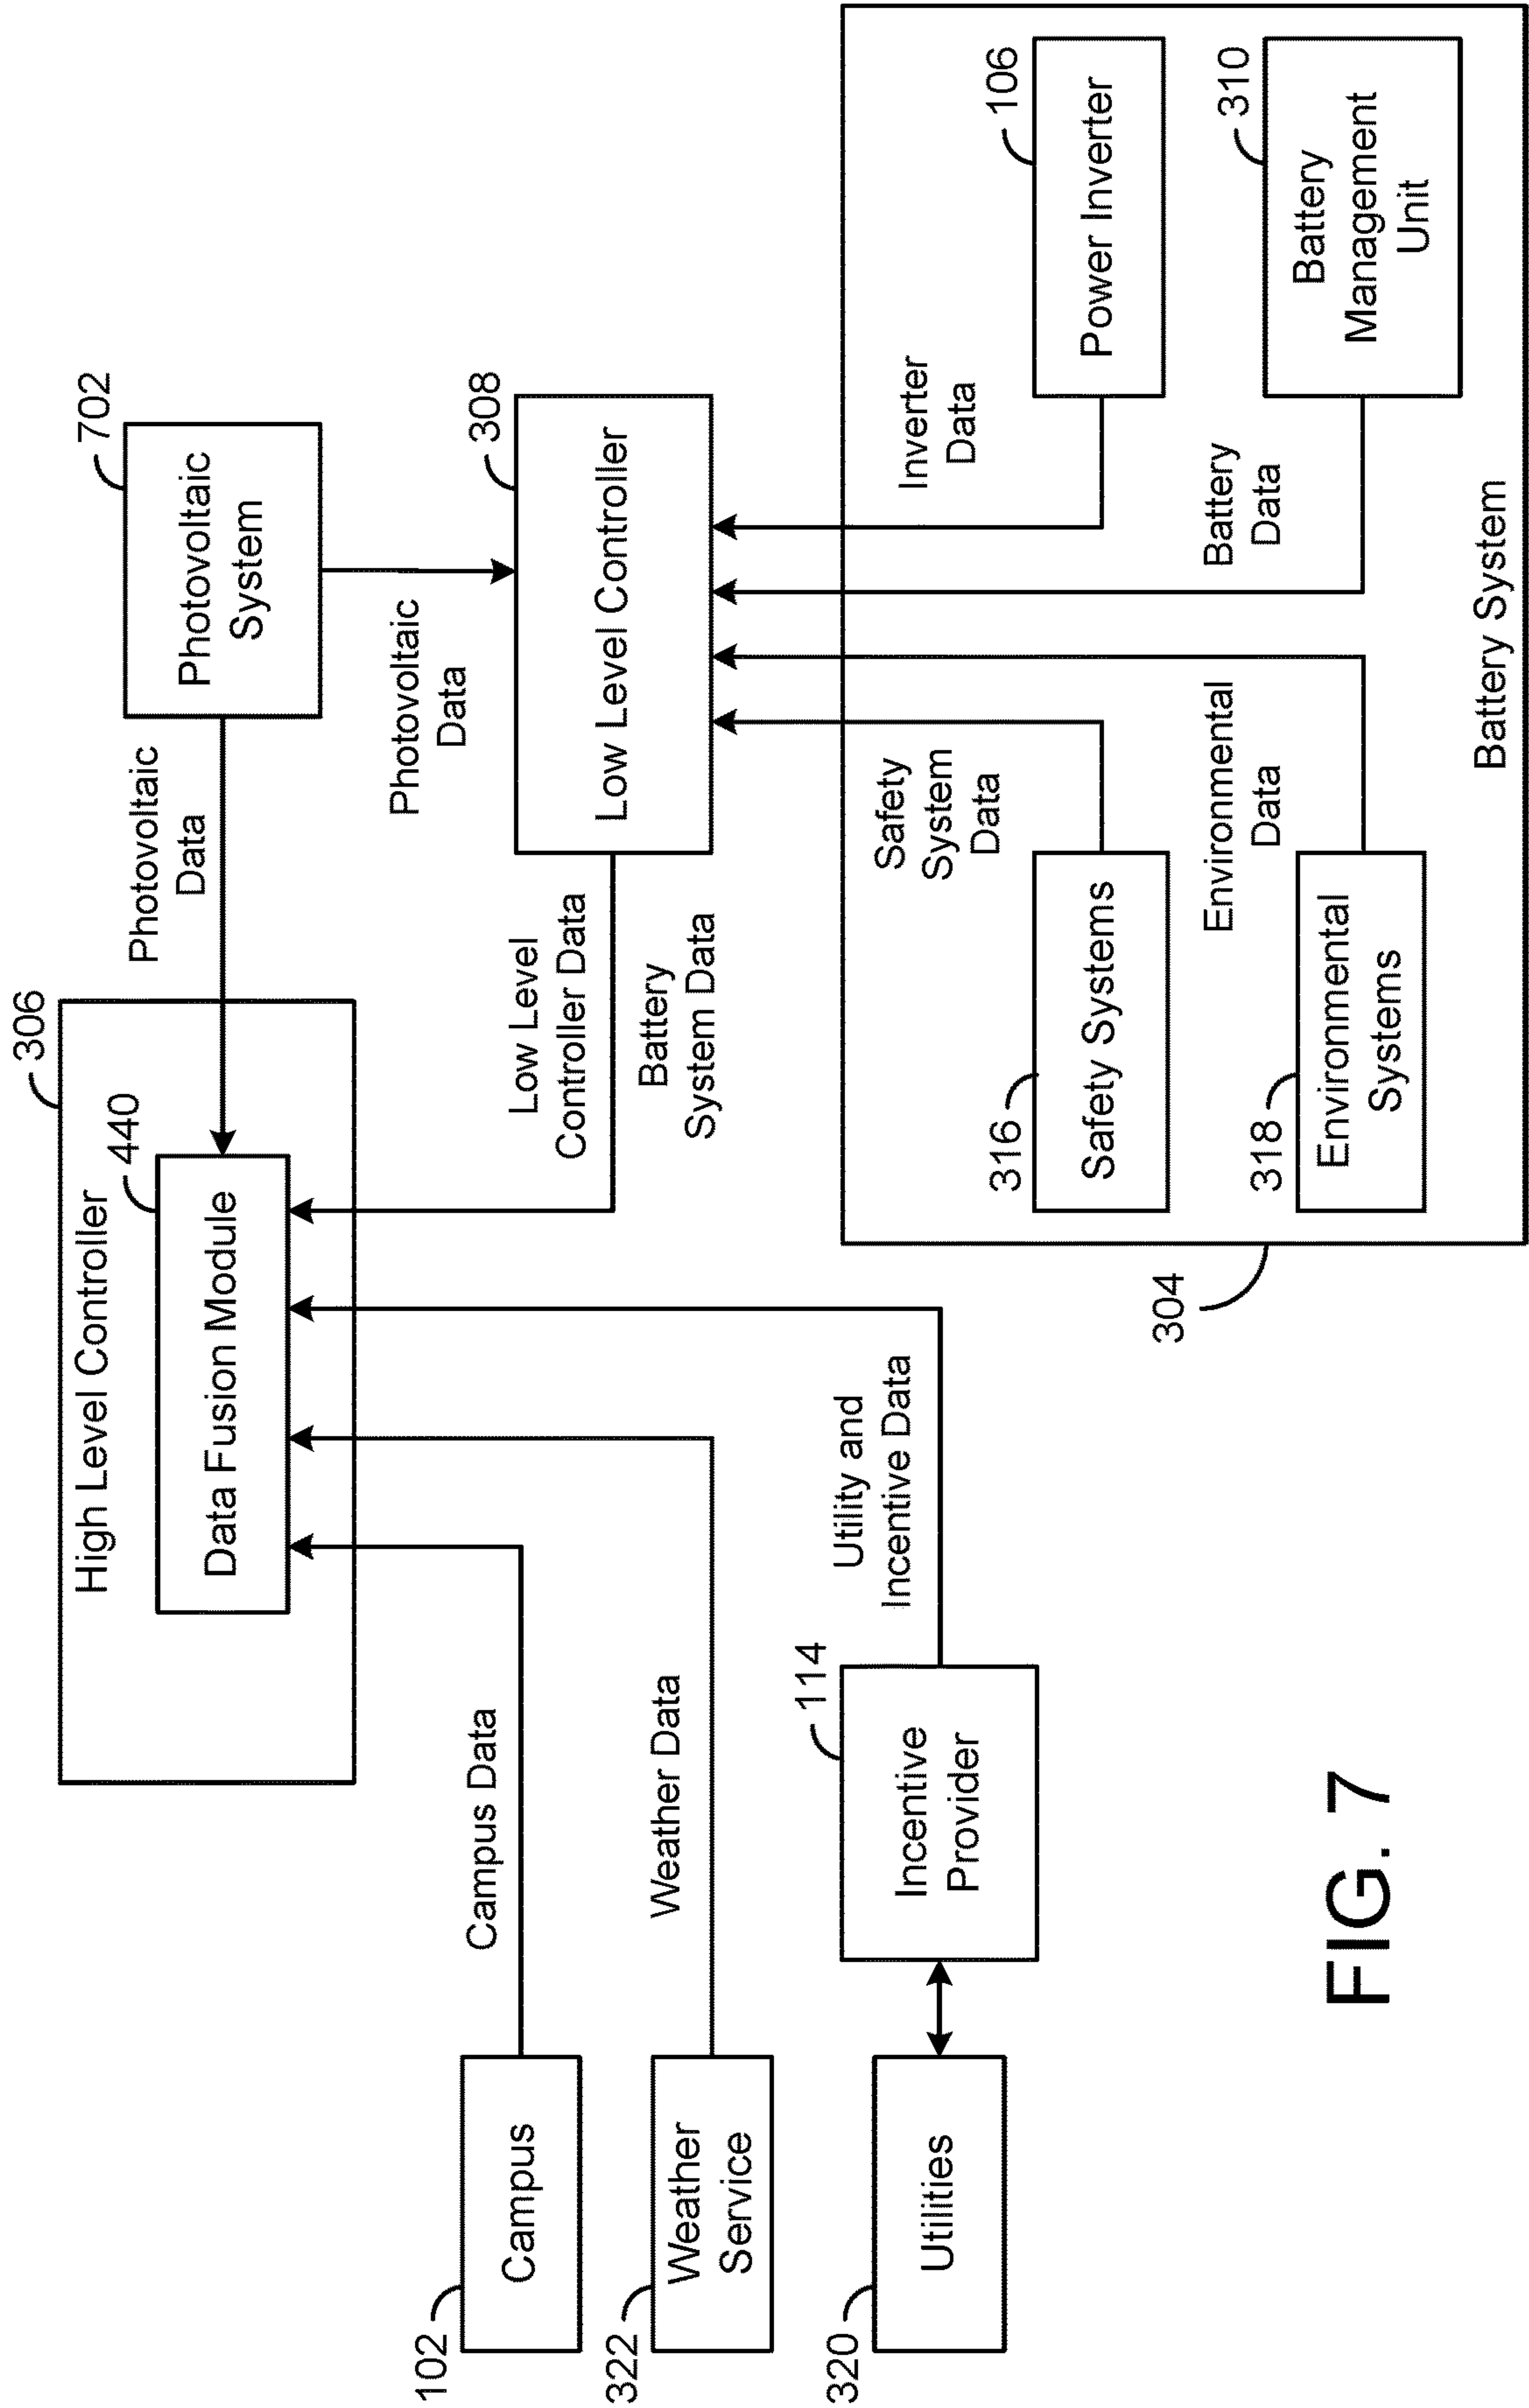 306
High Level Controller
440
Data Fusion Module
Photovoltaic
Data
702
Photovoltaic
System
Photovoltaic
Data
308
Low Level Controller
Low Level
Controller Data
Battery
System Data
102
Campus
Campus Data
322
Weather
Service
Weather Data
320
Utilities
114
Incentive
Provider
Utility and
Incentive Data
304
Safety
System
Data
316
Safety Systems
Environmental
Data
318
Environmental
Systems
Inverter
Data
106
Power Inverter
Battery
Data
310
Battery
Management
Unit
Battery System
FIG. 7